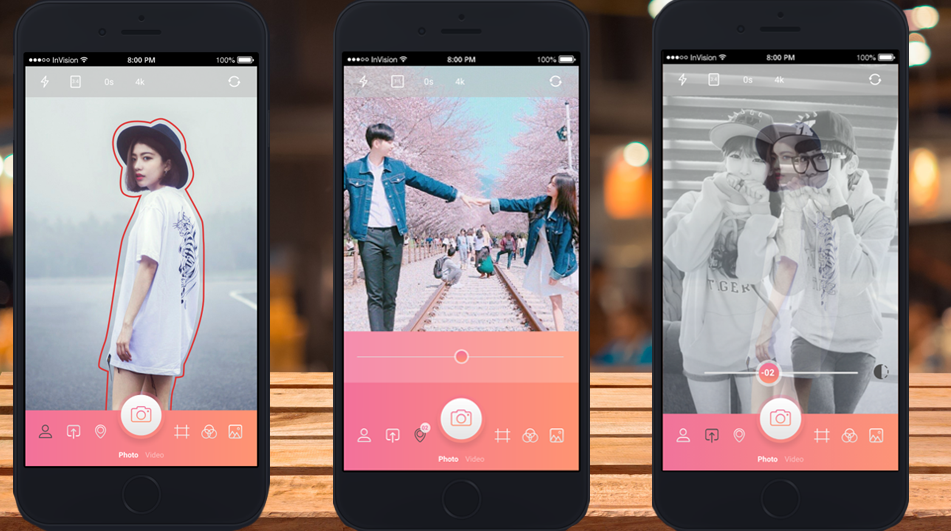 InVision 8:00 PM 100%
0s 4k
Photo Video
InVision 8:00 PM 100%
0s 4k
02
Photo Video
InVision 8:00 PM 100%
0s 4k
TIGER
-02
Photo Video